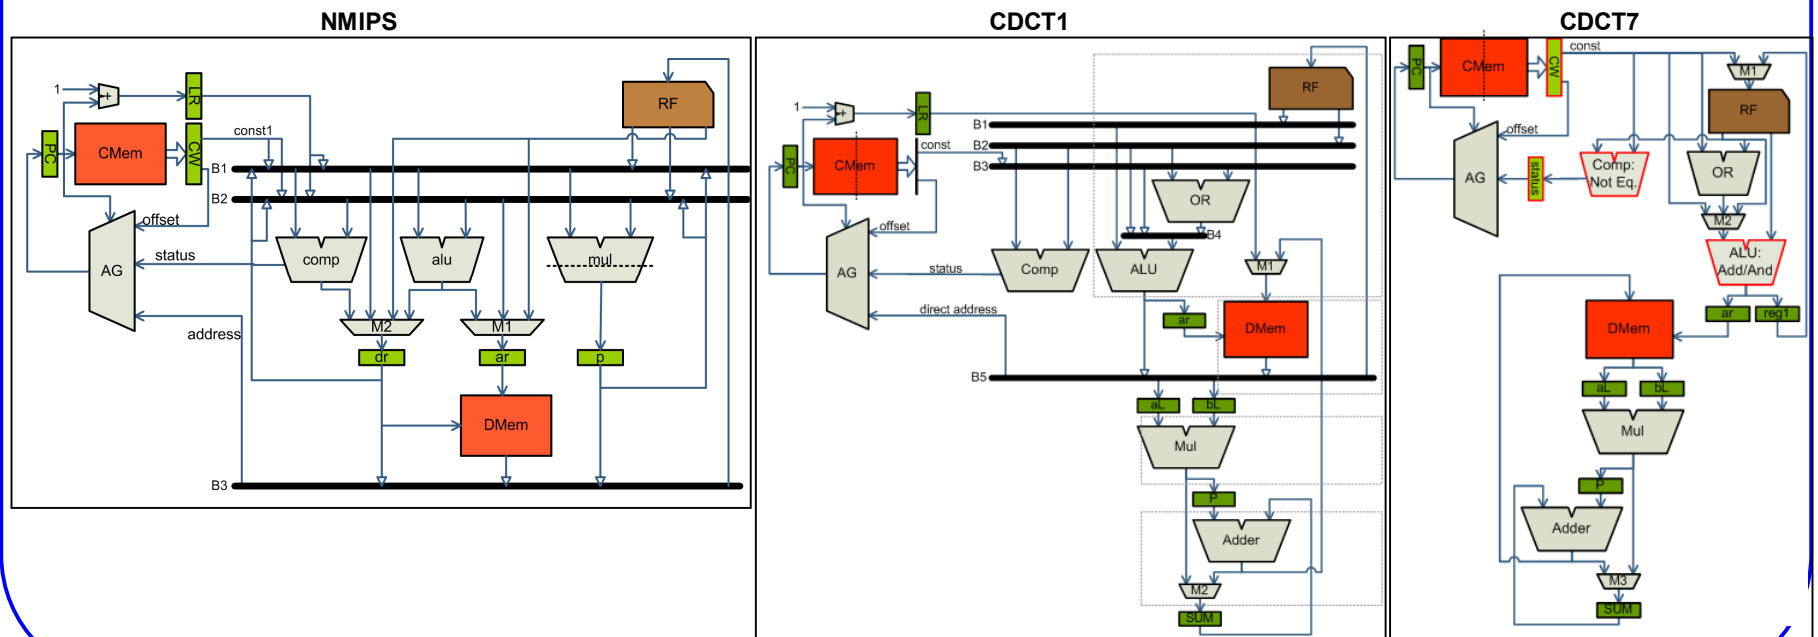 NMIPS
CDCT1
CDCT7
1
+
LR
RF
PC
CMem
CW
const1
B1
B2
offset
AG
status
comp
alu
mul
address
M2
M1
dr
ar
p
DMem
B3
1
+
LR
RF
B1
B2
B3
PC
CMem
const
OR
offset
B4
AG
status
Comp
ALU
M1
direct address
ar
DMem
B5
aL
bL
Mul
P
Adder
M2
SUM
PC
CMem
CW
const
M1
RF
offset
AG
status
Comp:
Not Eq.
OR
M2
ALU:
Add/And
ar
reg1
DMem
aL
bL
Mul
P
Adder
M3
SUM